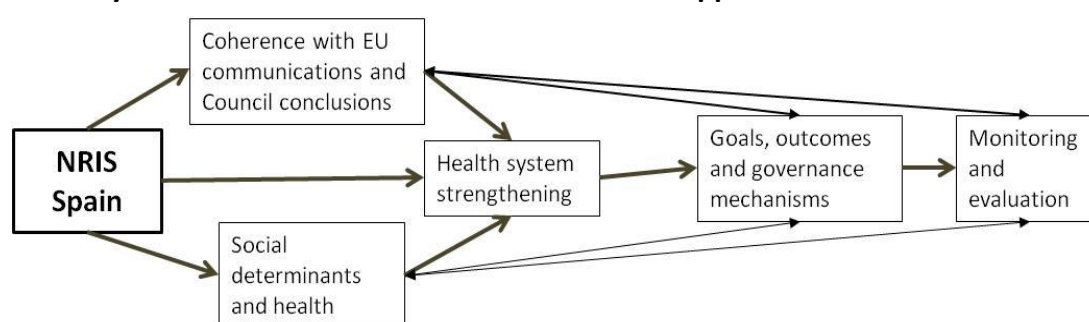 Coherence with EU
communications and
Council conclusions
NRIS
Spain
Health system
strengthening
Goals, outcomes
and governance
mechanisms
Monitoring
and
evaluation
Social
determinants
and health